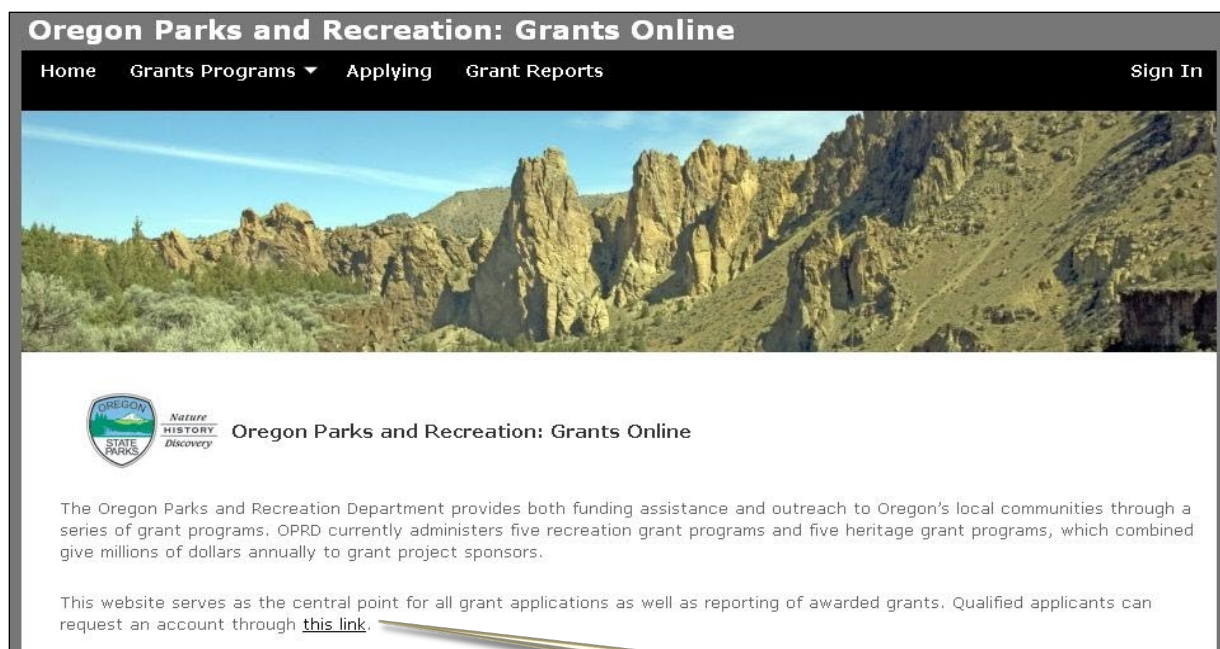 Oregon Parks and Recreation: Grants Online
Home Grants Programs Applying Grant Reports Sign In
OREGON
STATE
PARKS
Nature
HISTORY
Discovery
Oregon Parks and Recreation: Grants Online
The Oregon Parks and Recreation Department provides both funding assistance and outreach to Oregon’s local communities through a
series of grant programs. OPRD currently administers five recreation grant programs and five heritage grant programs, which combined
give millions of dollars annually to grant project sponsors.
This website serves as the central point for all grant applications as well as reporting of awarded grants. Qualified applicants can
request an account through this link.